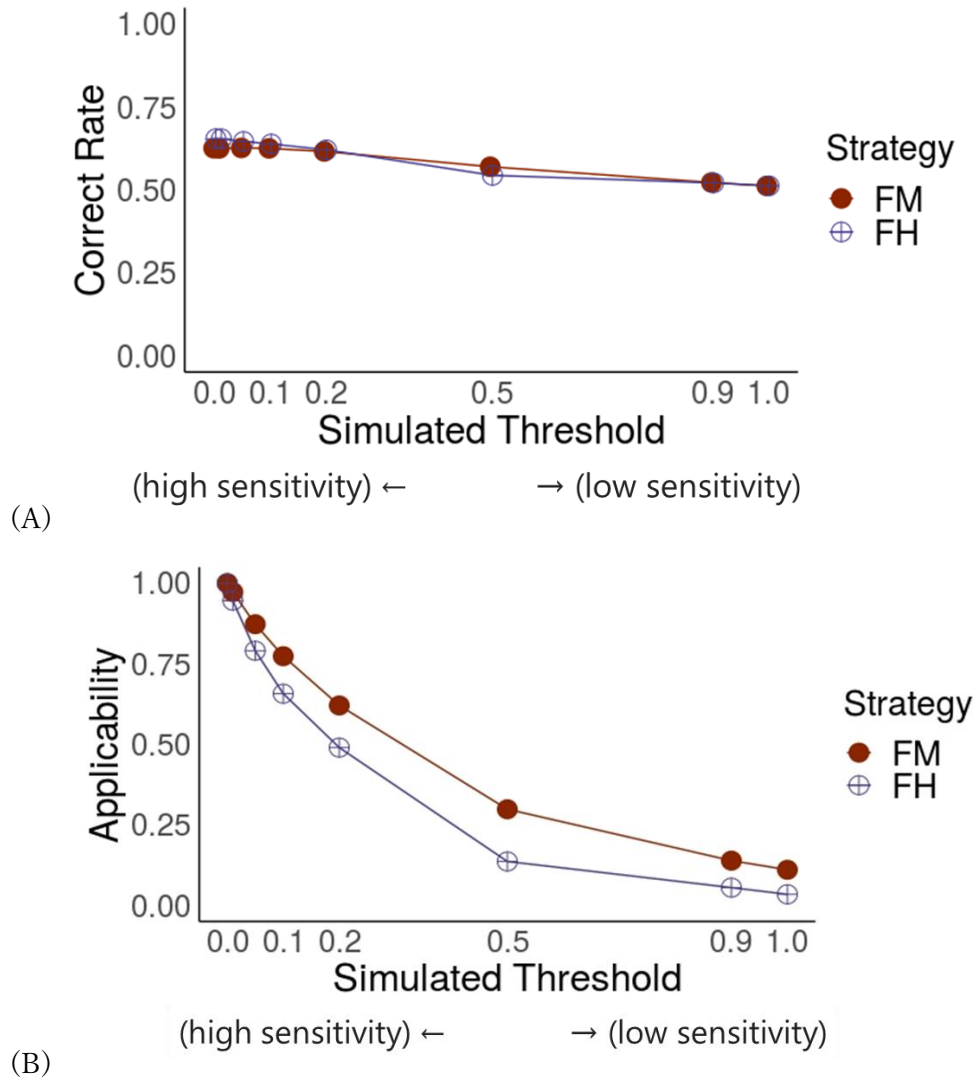 1.00
0.75
0.50
0.25
0.00
Correct Rate
0.0 0.1 0.2 0.5 0.9 1.0
Simulated Threshold
(high sensitivity) ← → (low sensitivity)
Strategy
FM
FH
(A)
1.00
0.75
0.50
0.25
0.00
Applicability
0.0 0.1 0.2 0.5 0.9 1.0
Simulated Threshold
(high sensitivity) ← → (low sensitivity)
Strategy
FM
FH
(B)